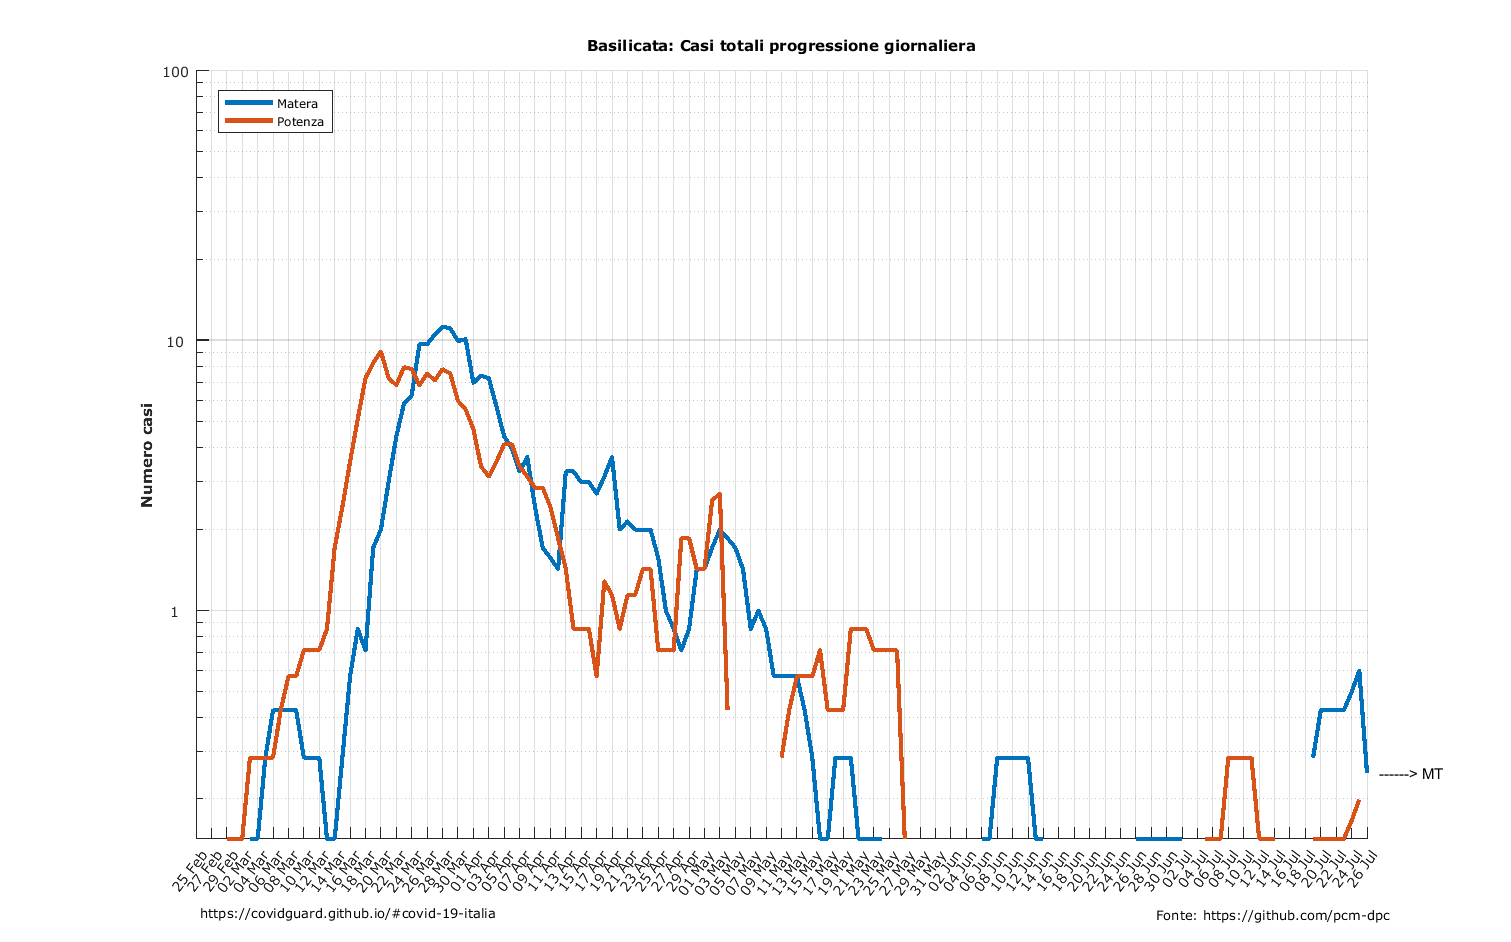 Basilicata: Casi totali progressione giornaliera
100
10
1
Numero casi
Matera
Potenza
------> MT
25 Feb
27 Feb
29 Feb
02 Mar
04 Mar
06 Mar
08 Mar
10 Mar
12 Mar
14 Mar
16 Mar
18 Mar
20 Mar
22 Mar
24 Mar
26 Mar
28 Mar
30 Mar
01 Apr
03 Apr
05 Apr
07 Apr
09 Apr
11 Apr
13 Apr
15 Apr
17 Apr
19 Apr
21 Apr
23 Apr
25 Apr
27 Apr
29 Apr
01 May
03 May
05 May
07 May
09 May
11 May
13 May
15 May
17 May
19 May
21 May
23 May
25 May
27 May
29 May
31 May
02 Jun
04 Jun
06 Jun
08 Jun
10 Jun
12 Jun
14 Jun
16 Jun
18 Jun
20 Jun
22 Jun
24 Jun
26 Jun
28 Jun
30 Jun
02 Jul
04 Jul
06 Jul
08 Jul
10 Jul
12 Jul
14 Jul
16 Jul
18 Jul
20 Jul
22 Jul
24 Jul
26 Jul
https://covidguard.github.io/#covid-19-italia
Fonte: https://github.com/pcm-dpc